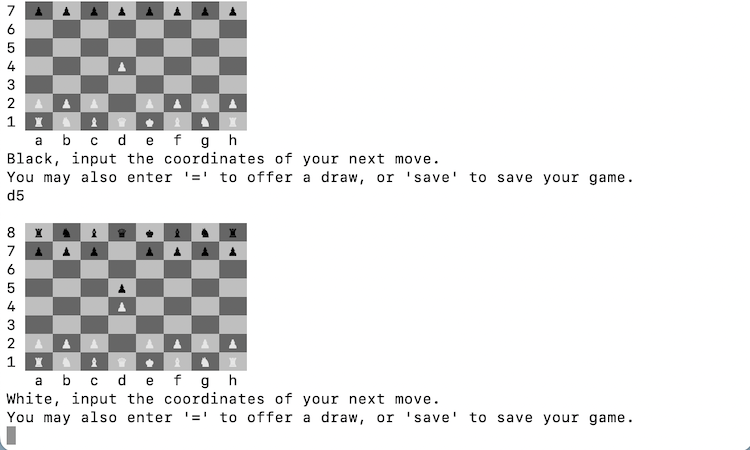 7 ♟ ♟ ♟ ♟ ♟ ♟ ♟ ♟
6
5
4 ♟
3
2 ♟ ♟ ♟ ♟ ♟ ♟ ♟
1 ♜ ♞ ♝ ♛ ♚ ♝ ♞ ♜
a b c d e f g h
Black, input the coordinates of your next move.
You may also enter '=' to offer a draw, or 'save' to save your game.
d5
8 ♜ ♞ ♝ ♛ ♚ ♝ ♞ ♜
7 ♟ ♟ ♟ ♟ ♟ ♟ ♟
6
5 ♟
4 ♟
3
2 ♟ ♟ ♟ ♟ ♟ ♟ ♟
1 ♜ ♞ ♝ ♛ ♚ ♝ ♞ ♜
a b c d e f g h
White, input the coordinates of your next move.
You may also enter '=' to offer a draw, or 'save' to save your game.